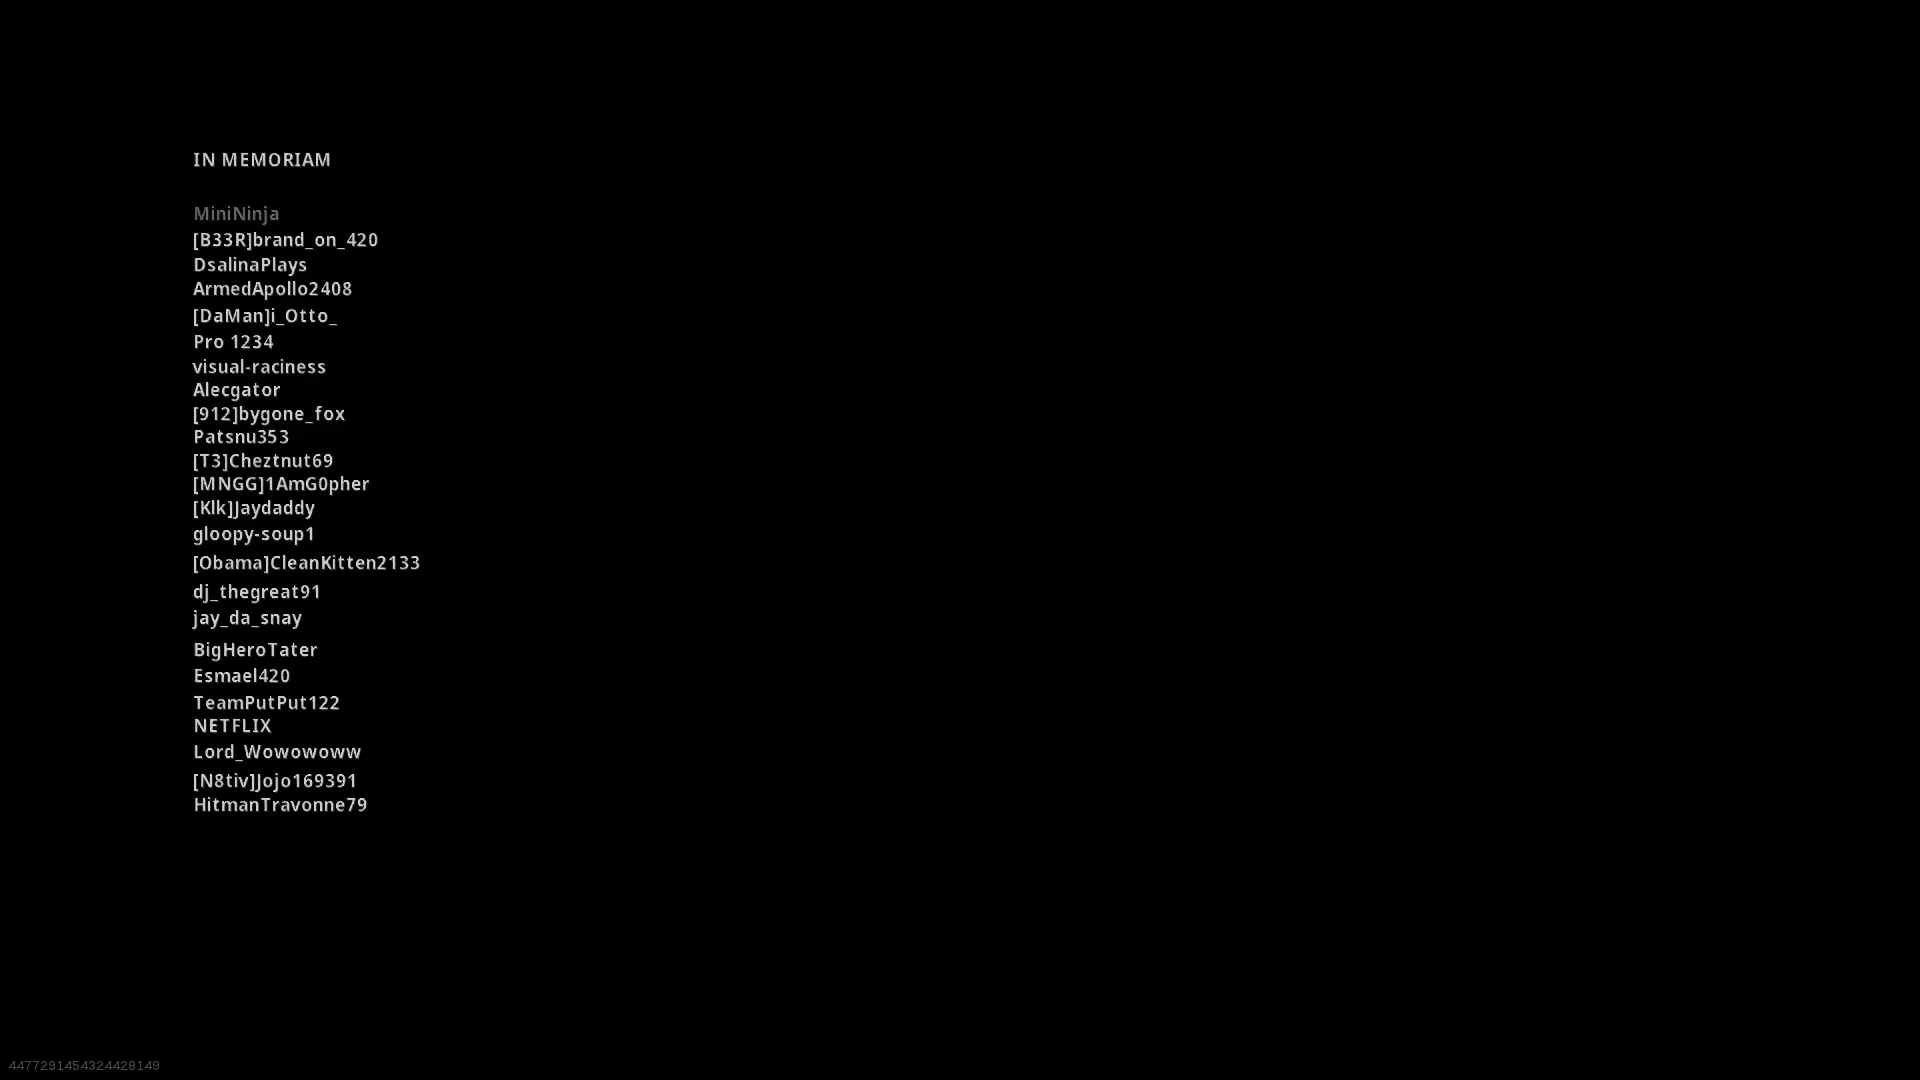 IN MEMORIAM
MiniNinja
[B33R]brand_on_420
DsalinaPlays
ArmedApollo2408
[DaMan]i_Otto_
Pro 1234
visual-raciness
Alecgator
[912]bygone_fox
Patsnu353
[T3]Cheztnut69
[MNGG]1AmG0pher
[Klk]Jaydaddy
gloopy-soup1
[Obama]CleanKitten2133
dj_thegreat91
jay_da_snay
BigHeroTater
Esmael420
TeamPutPut122
NETFLIX
Lord_Wowowoww
[N8tiv]Jojo169391
HitmanTravonne79
4477291454324428149